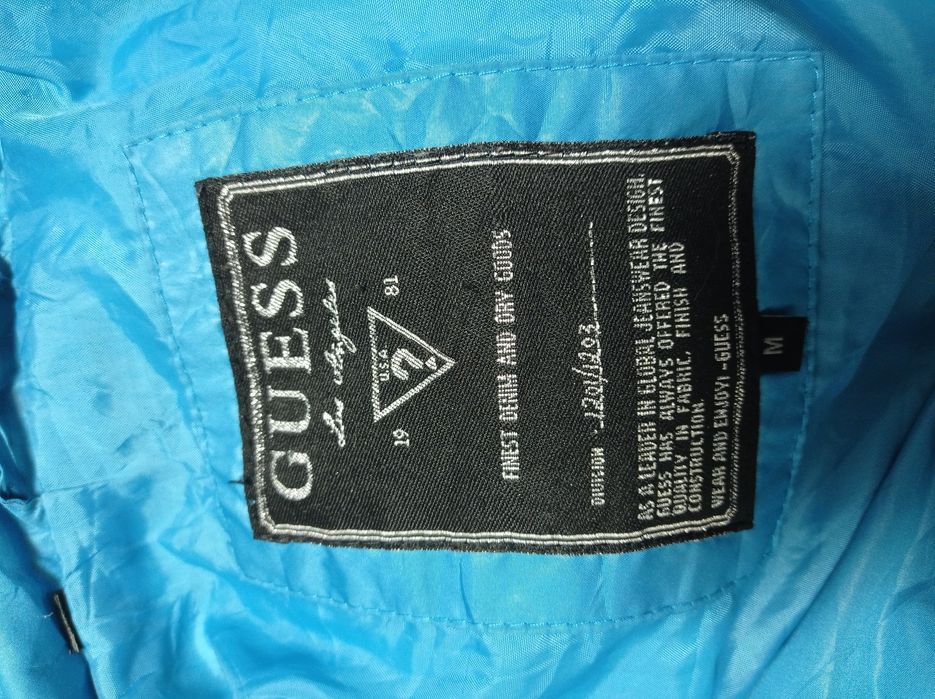 GUESS
Los Angeles
19 U.S.A ? 81
FINEST DENIM AND DRY GOODS
DIVISION 1201/203
AS A LEADER IN GLOBAL JEANSWEAR DESIGN,
GUESS HAS ALWAYS OFFERED THE FINEST
QUALITY IN FABRIC, FINISH AND
CONSTRUCTION.
WEAR AND ENJOY! -GUESS
M